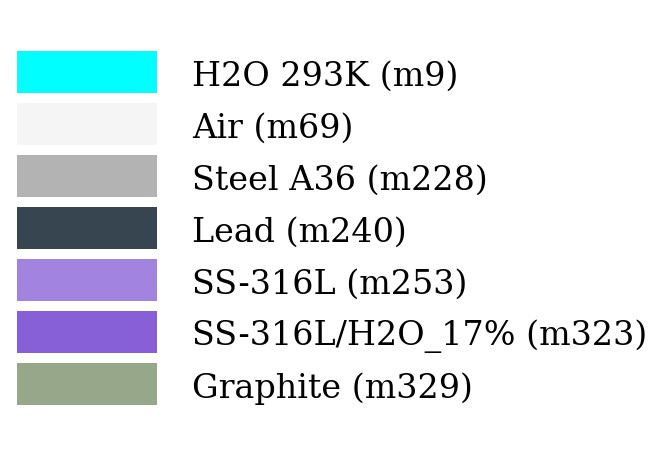 H2O 293K (m9)
Air (m69)
Steel A36 (m228)
Lead (m240)
SS-316L (m253)
SS-316L/H2O_17% (m323)
Graphite (m329)